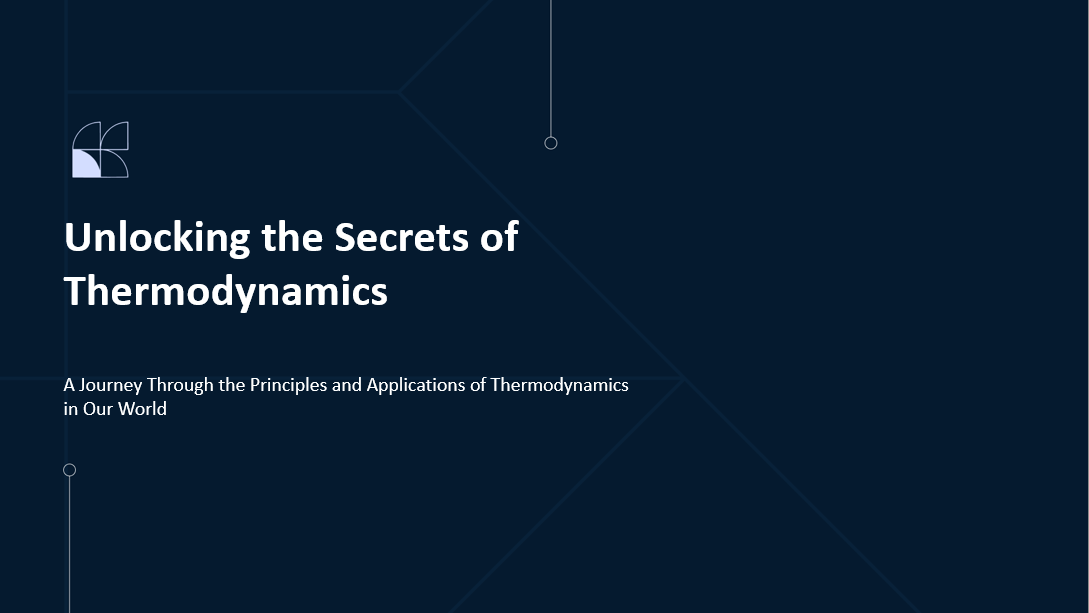 Unlocking the Secrets of
Thermodynamics
A Journey Through the Principles and Applications of Thermodynamics
in Our World